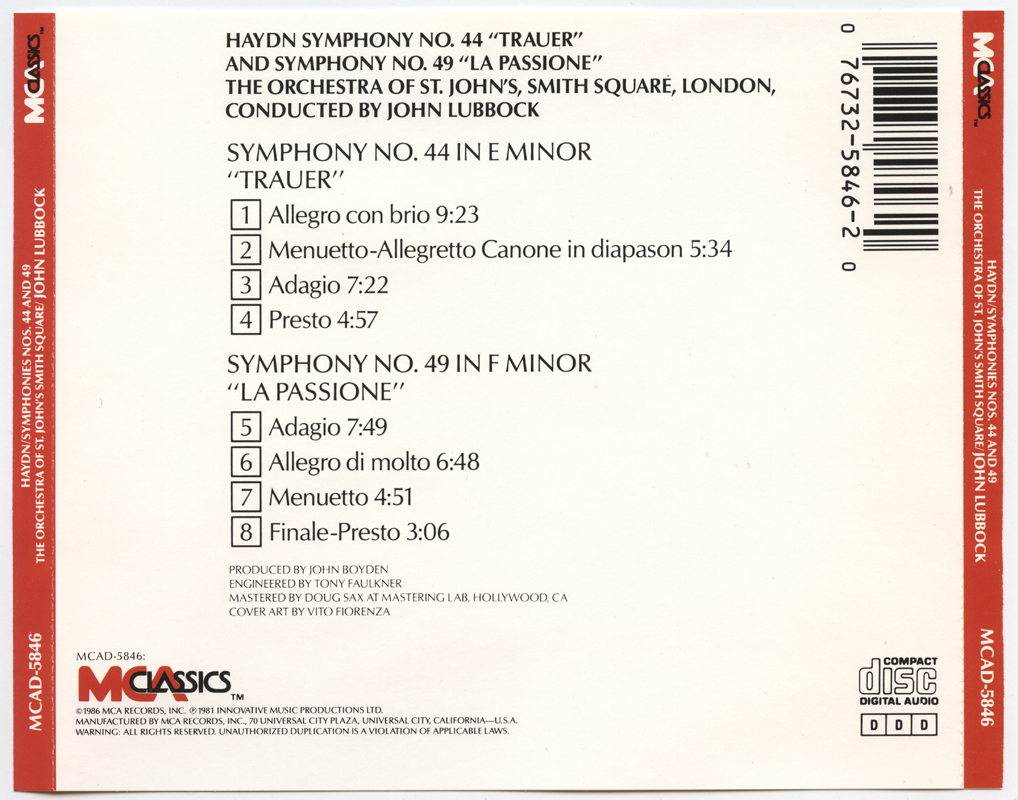 HAYDN SYMPHONY NO. 44 "TRAUER"
AND SYMPHONY NO. 49 "LA PASSIONE"
THE ORCHESTRA OF ST. JOHN'S, SMITH SQUARE, LONDON,
CONDUCTED BY JOHN LUBBOCK
SYMPHONY NO. 44 IN E MINOR
"TRAUER"
1 Allegro con brio 9:23
2 Menuetto-Allegretto Canone in diapason 5:34
3 Adagio 7:22
4 Presto 4:57
SYMPHONY NO. 49 IN F MINOR
"LA PASSIONE"
5 Adagio 7:49
6 Allegro di molto 6:48
7 Menuetto 4:51
8 Finale-Presto 3:06
PRODUCED BY JOHN BOYDEN
ENGINEERED BY TONY FAULKNER
MASTERED BY DOUG SAX AT MASTERING LAB, HOLLYWOOD, CA
COVER ART BY VITO FIORENZA
MCAD-5846:
MCA CLASSICS TM
© 1986 MCA RECORDS, INC. ℗ 1981 INNOVATIVE MUSIC PRODUCTIONS LTD.
MANUFACTURED BY MCA RECORDS, INC., 70 UNIVERSAL CITY PLAZA, UNIVERSAL CITY, CALIFORNIA—U.S.A.
WARNING: ALL RIGHTS RESERVED. UNAUTHORIZED DUPLICATION IS A VIOLATION OF APPLICABLE LAWS.
0 76732-5846-2 0
COMPACT
disc
DIGITAL AUDIO
D D D
MCA CLASSICS TM
HAYDN/SYMPHONIES NOS. 44 AND 49
THE ORCHESTRA OF ST. JOHN'S SMITH SQUARE/JOHN LUBBOCK
MCAD-5846
MCA CLASSICS TM
HAYDN/SYMPHONIES NOS. 44 AND 49
THE ORCHESTRA OF ST. JOHN'S SMITH SQUARE/JOHN LUBBOCK
MCAD-5846